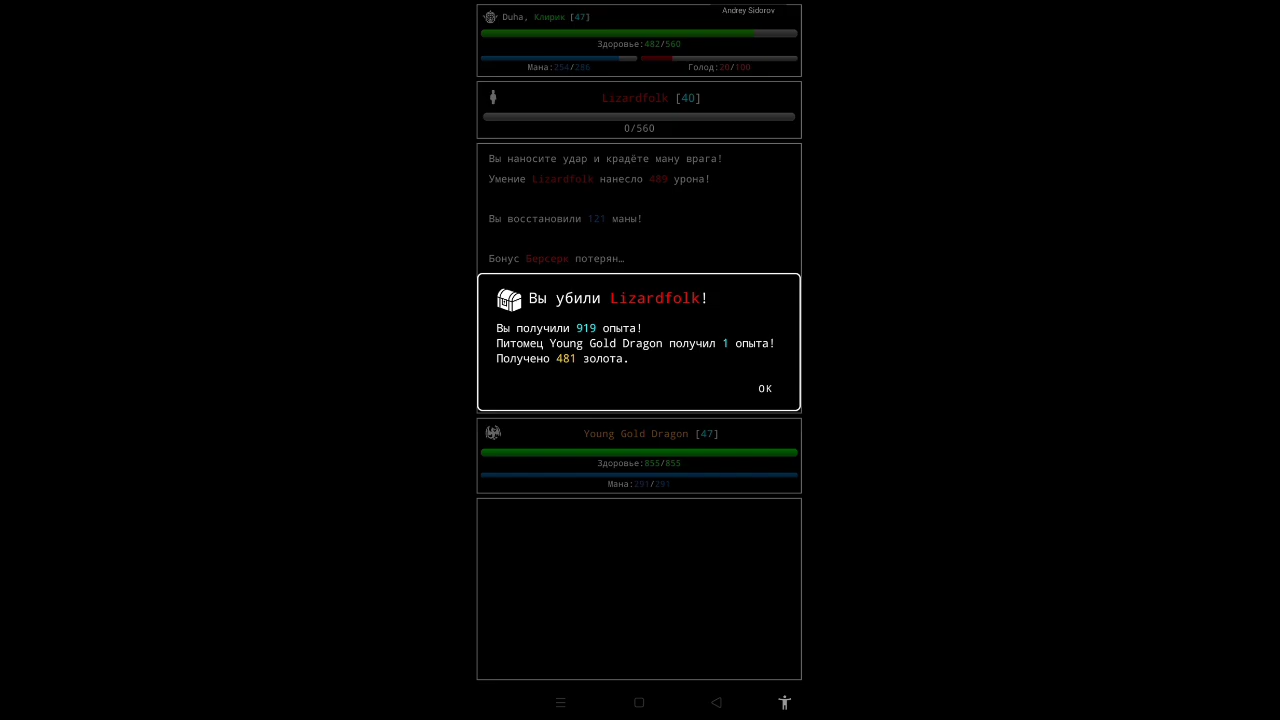 Andrey Sidorov
Duha, Клирик [47]
Здоровье:482/560
Мана:254/286
Голод:20/100
Lizardfolk [40]
0/560
Вы наносите удар и крадёте ману врага!
Умение Lizardfolk нанесло 489 урона!
Вы восстановили 121 маны!
Бонус Берсерк потерян…
Вы убили Lizardfolk!
Вы получили 919 опыта!
Питомец Young Gold Dragon получил 1 опыта!
Получено 481 золота.
OK
Young Gold Dragon [47]
Здоровье:855/855
Мана:291/291